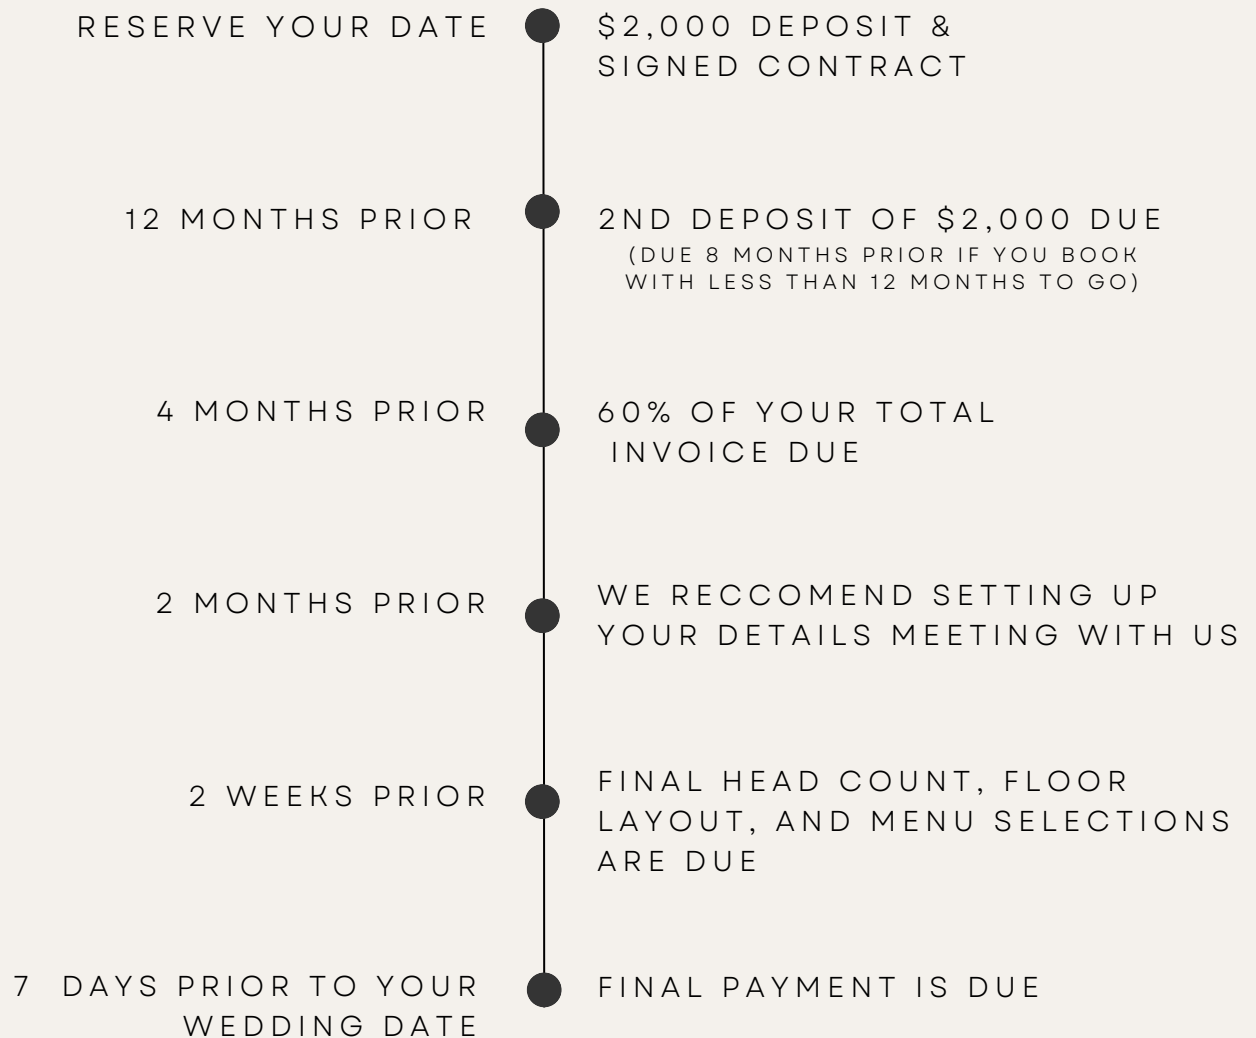 RESERVE YOUR DATE
$2,000 DEPOSIT &
SIGNED CONTRACT
12 MONTHS PRIOR
2ND DEPOSIT OF $2,000 DUE
(DUE 8 MONTHS PRIOR IF YOU BOOK
WITH LESS THAN 12 MONTHS TO GO)
4 MONTHS PRIOR
60% OF YOUR TOTAL
INVOICE DUE
2 MONTHS PRIOR
WE RECCOMEND SETTING UP
YOUR DETAILS MEETING WITH US
2 WEEKS PRIOR
FINAL HEAD COUNT, FLOOR
LAYOUT, AND MENU SELECTIONS
ARE DUE
7 DAYS PRIOR TO YOUR
WEDDING DATE
FINAL PAYMENT IS DUE